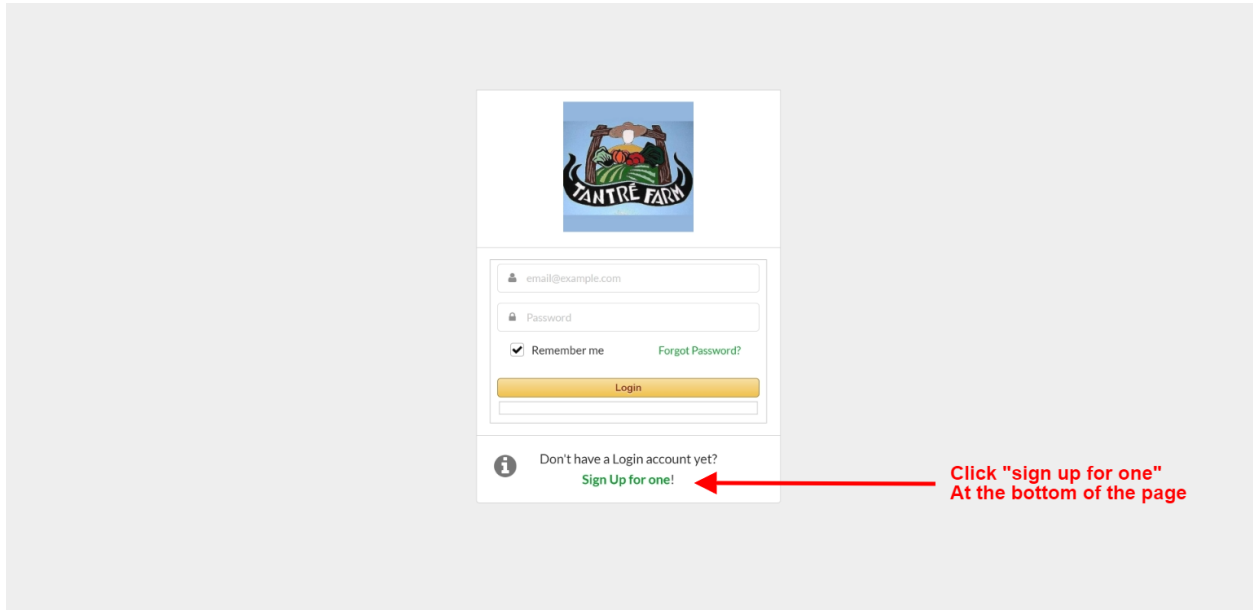 TANTRÉ FARM
email@example.com
Password
Remember me
Forgot Password?
Login
Don't have a Login account yet?
Sign Up for one!
Click "sign up for one"
At the bottom of the page